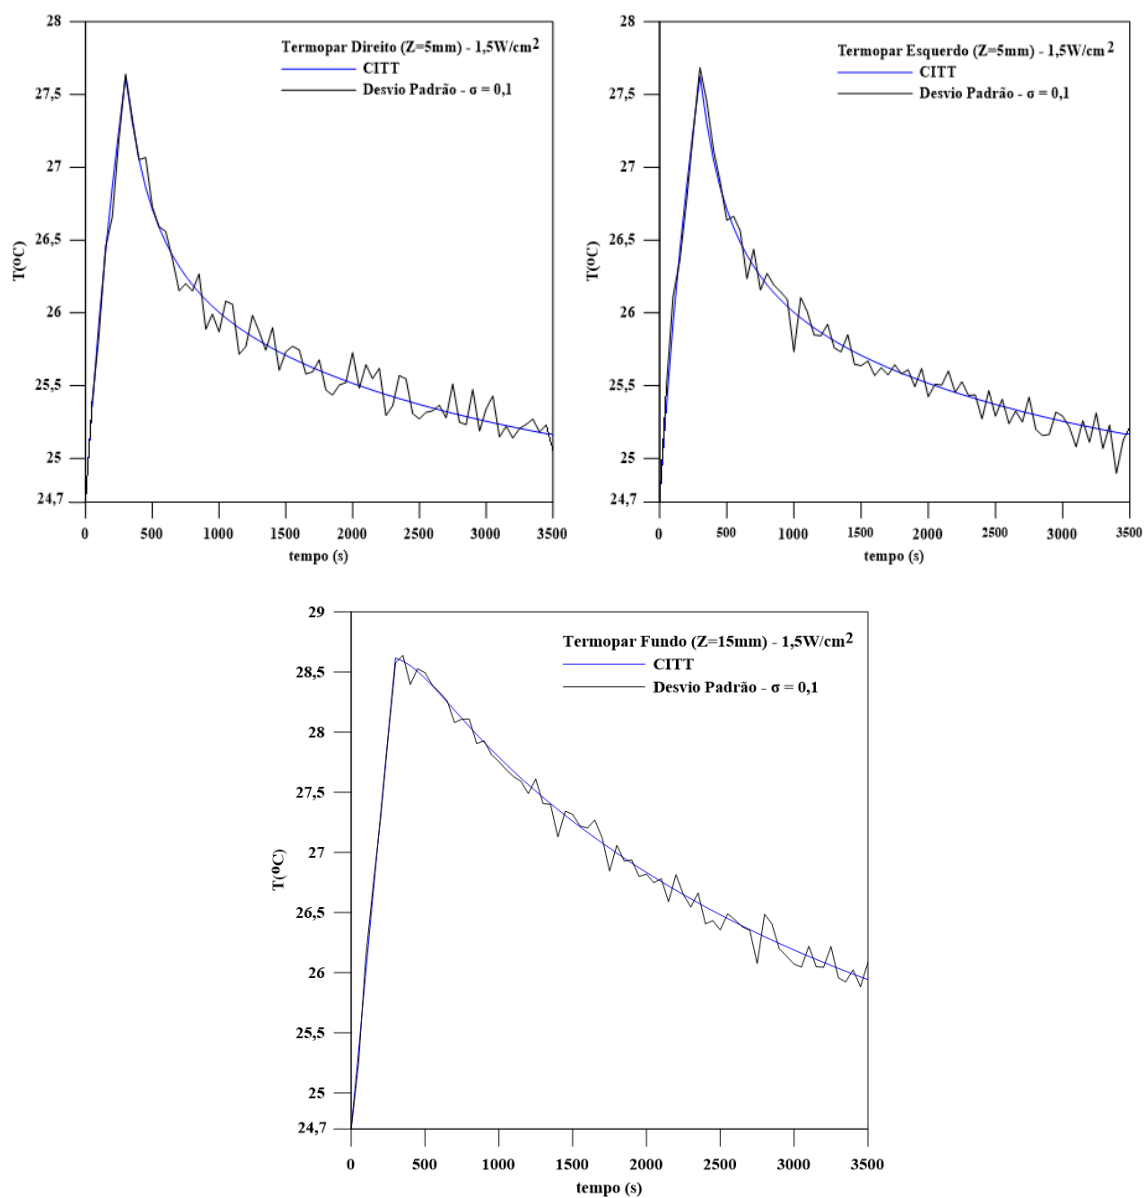 28
27,5
27
26,5
26
25,5
25
24,7
T(ºC)
Termopar Direito (Z=5mm) - 1,5W/cm2
CITT
Desvio Padrão - σ = 0,1
0 500 1000 1500 2000 2500 3000 3500
tempo (s)
28
27,5
27
26,5
26
25,5
25
24,7
T(ºC)
Termopar Esquerdo (Z=5mm) - 1,5W/cm2
CITT
Desvio Padrão - σ = 0,1
0 500 1000 1500 2000 2500 3000 3500
tempo (s)
29
28,5
28
27,5
27
26,5
26
25,5
25
24,7
T(ºC)
Termopar Fundo (Z=15mm) - 1,5W/cm2
CITT
Desvio Padrão - σ = 0,1
0 500 1000 1500 2000 2500 3000 3500
tempo (s)